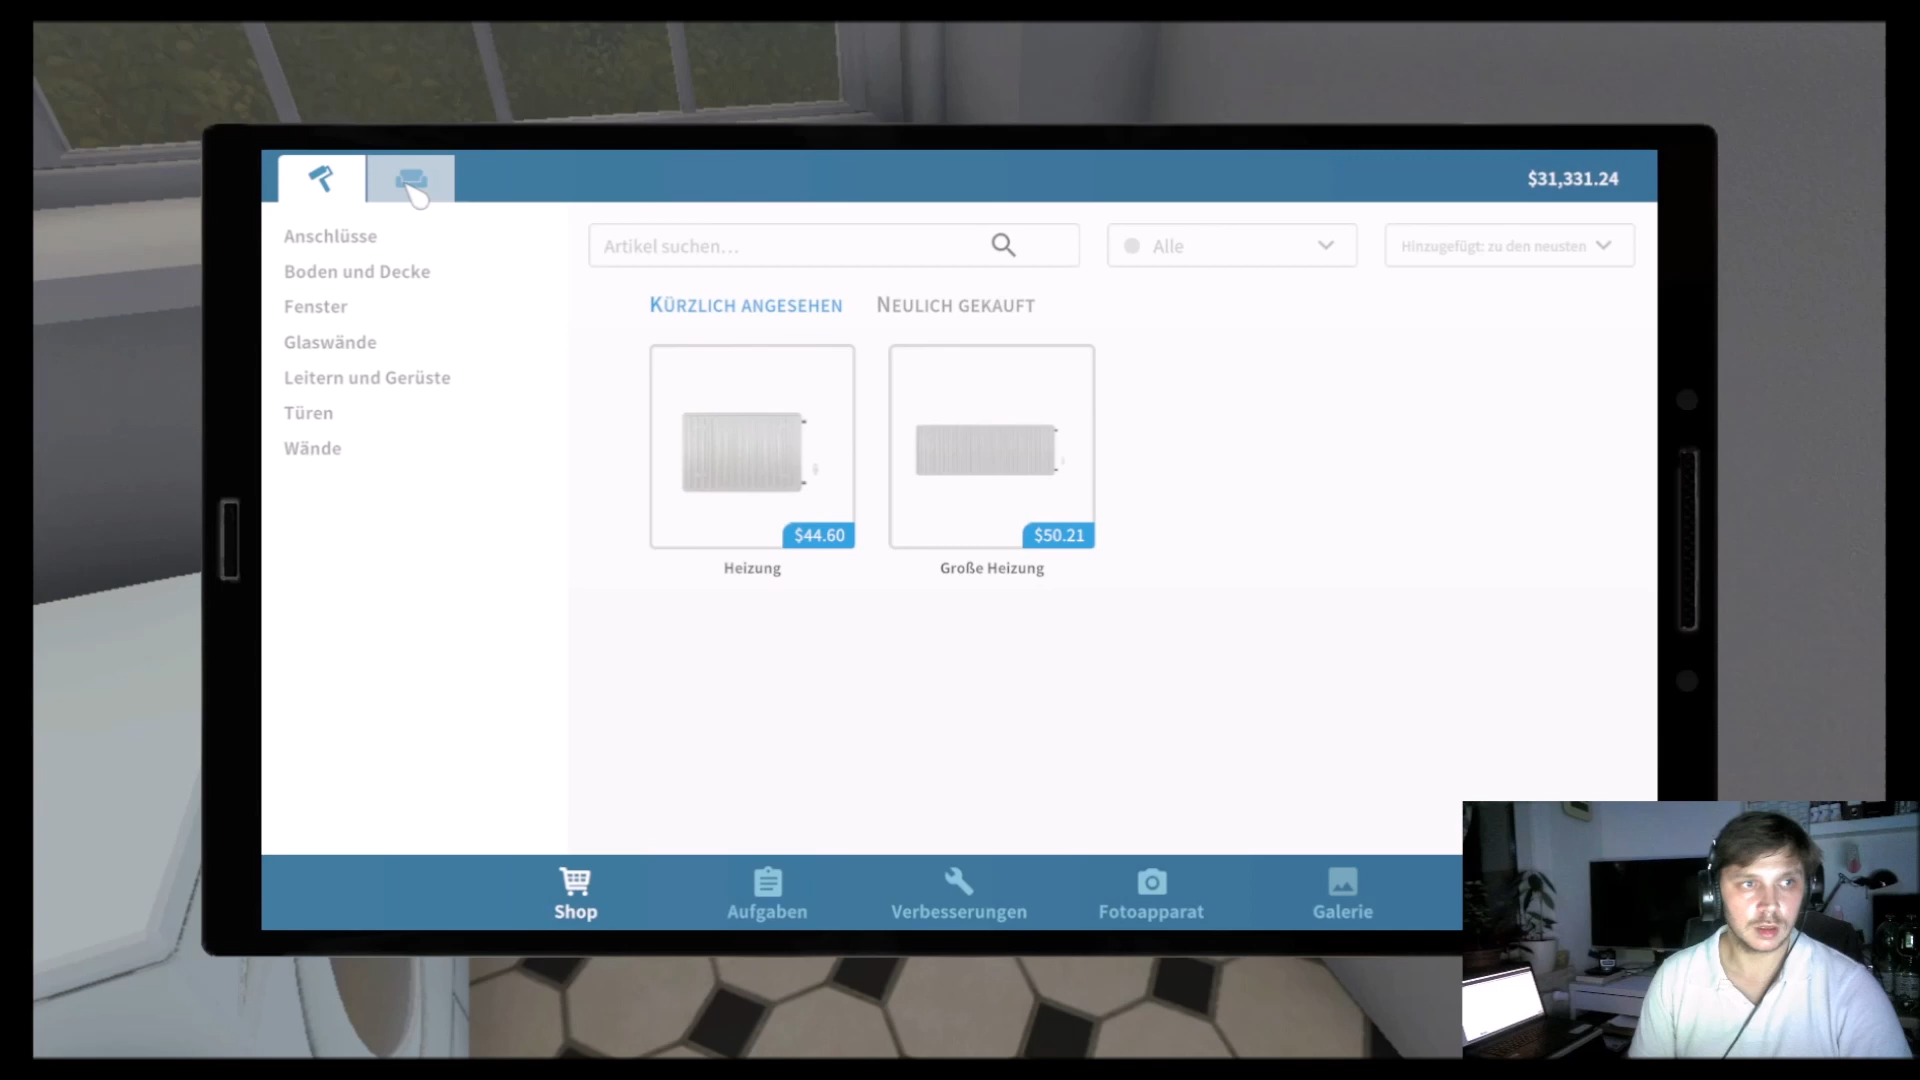 $31,331.24
Anschlüsse
Boden und Decke
Fenster
Glaswände
Leitern und Gerüste
Türen
Wände
Artikel suchen...
Alle
Hinzugefügt: zu den neusten
KÜRZLICH ANGESEHEN
NEULICH GEKAUFT
$44.60
Heizung
$50.21
Große Heizung
Shop
Aufgaben
Verbesserungen
Fotoapparat
Galerie